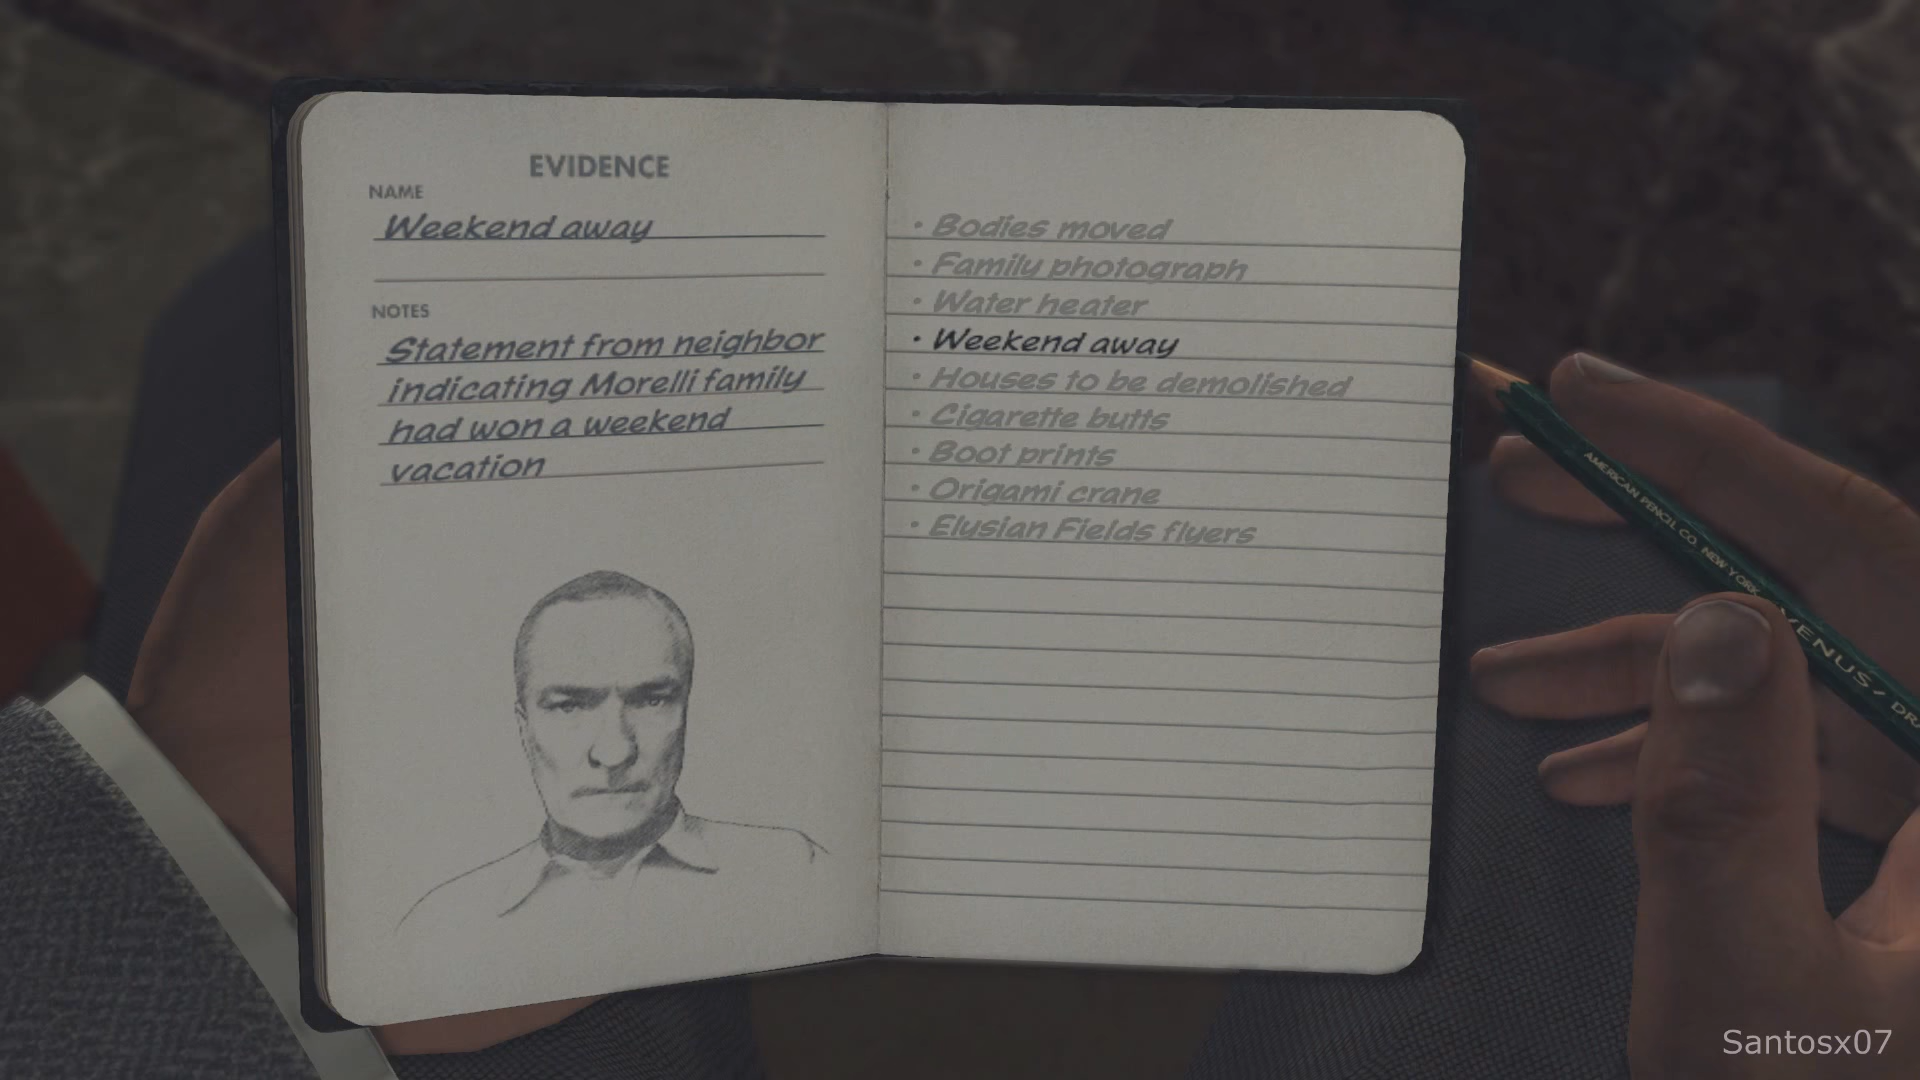 EVIDENCE
NAME
Weekend away
NOTES
Statement from neighbor
indicating Morelli family
had won a weekend
vacation
• Bodies moved
• Family photograph
• Water heater
• Weekend away
• Houses to be demolished
• Cigarette butts
• Boot prints
• Origami crane
• Elysian Fields flyers
AMERICAN PENCIL CO. NEW YORK
VENUS
Santosx07